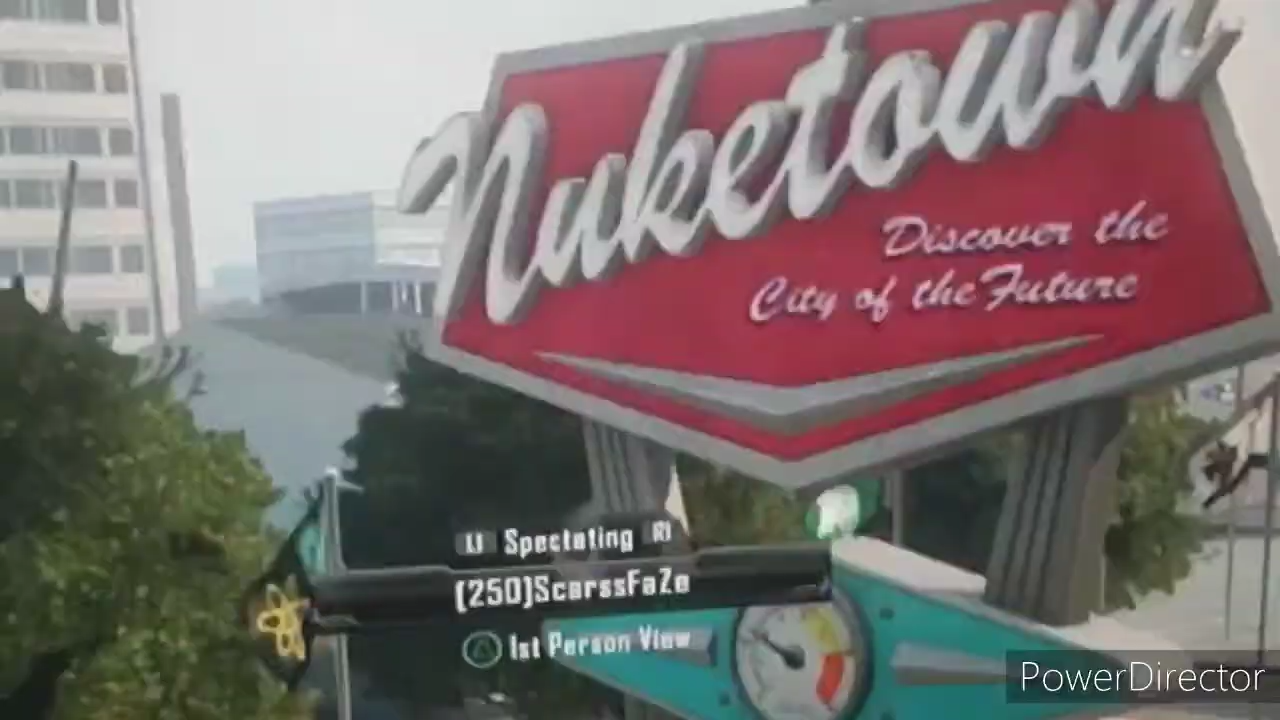 Nuketown
Discover the
City of the Future
L1 Spectating R1
(250)ScarssFaZe
1st Person View
PowerDirector